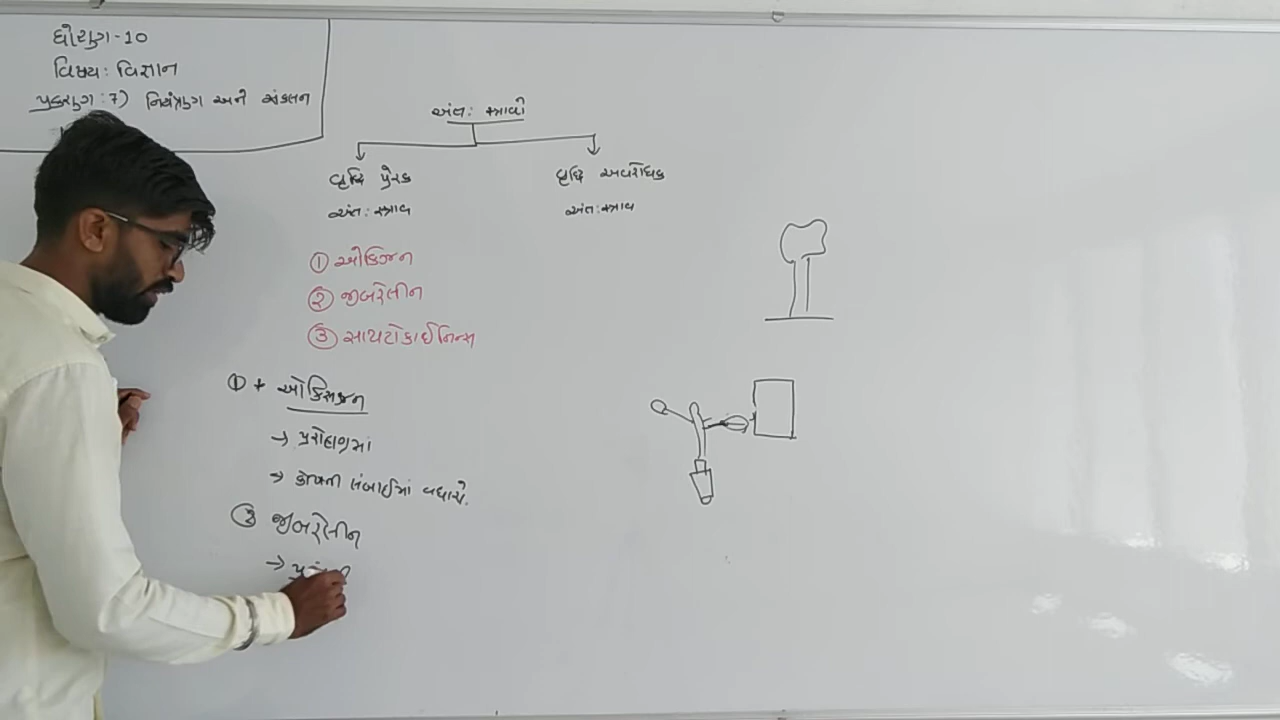 ધોરણ-10
વિષય: વિજ્ઞાન
પ્રકરણ: 7) નિયંત્રણ અને સંકલન
અંત: સ્ત્રાવો
વૃધ્ધિ પ્રેરક
અંત: સ્ત્રાવ
વૃધ્ધિ અવરોધક
અંત: સ્ત્રાવ
① ઓક્ઝિન
② જીબરેલીન
③ સાયટોકાઈનિન્સ
① * ઓક્સિજન
→ પ્રરોહાગ્રમાં
→ કોષની લંબાઈમાં વધારો.
② જીબરેલીન
→